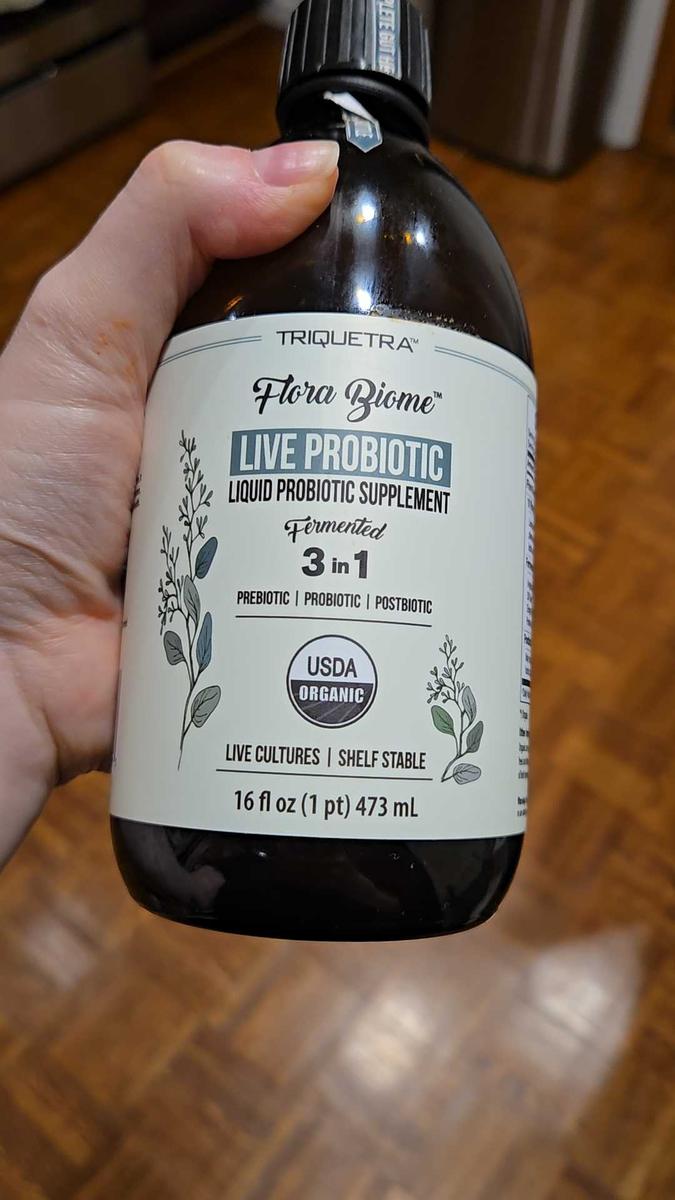 TRIQUETRA™
Flora Biome™
LIVE PROBIOTIC
LIQUID PROBIOTIC SUPPLEMENT
Fermented
3 in 1
PREBIOTIC | PROBIOTIC | POSTBIOTIC
USDA
ORGANIC
LIVE CULTURES | SHELF STABLE
16 fl oz (1 pt) 473 mL